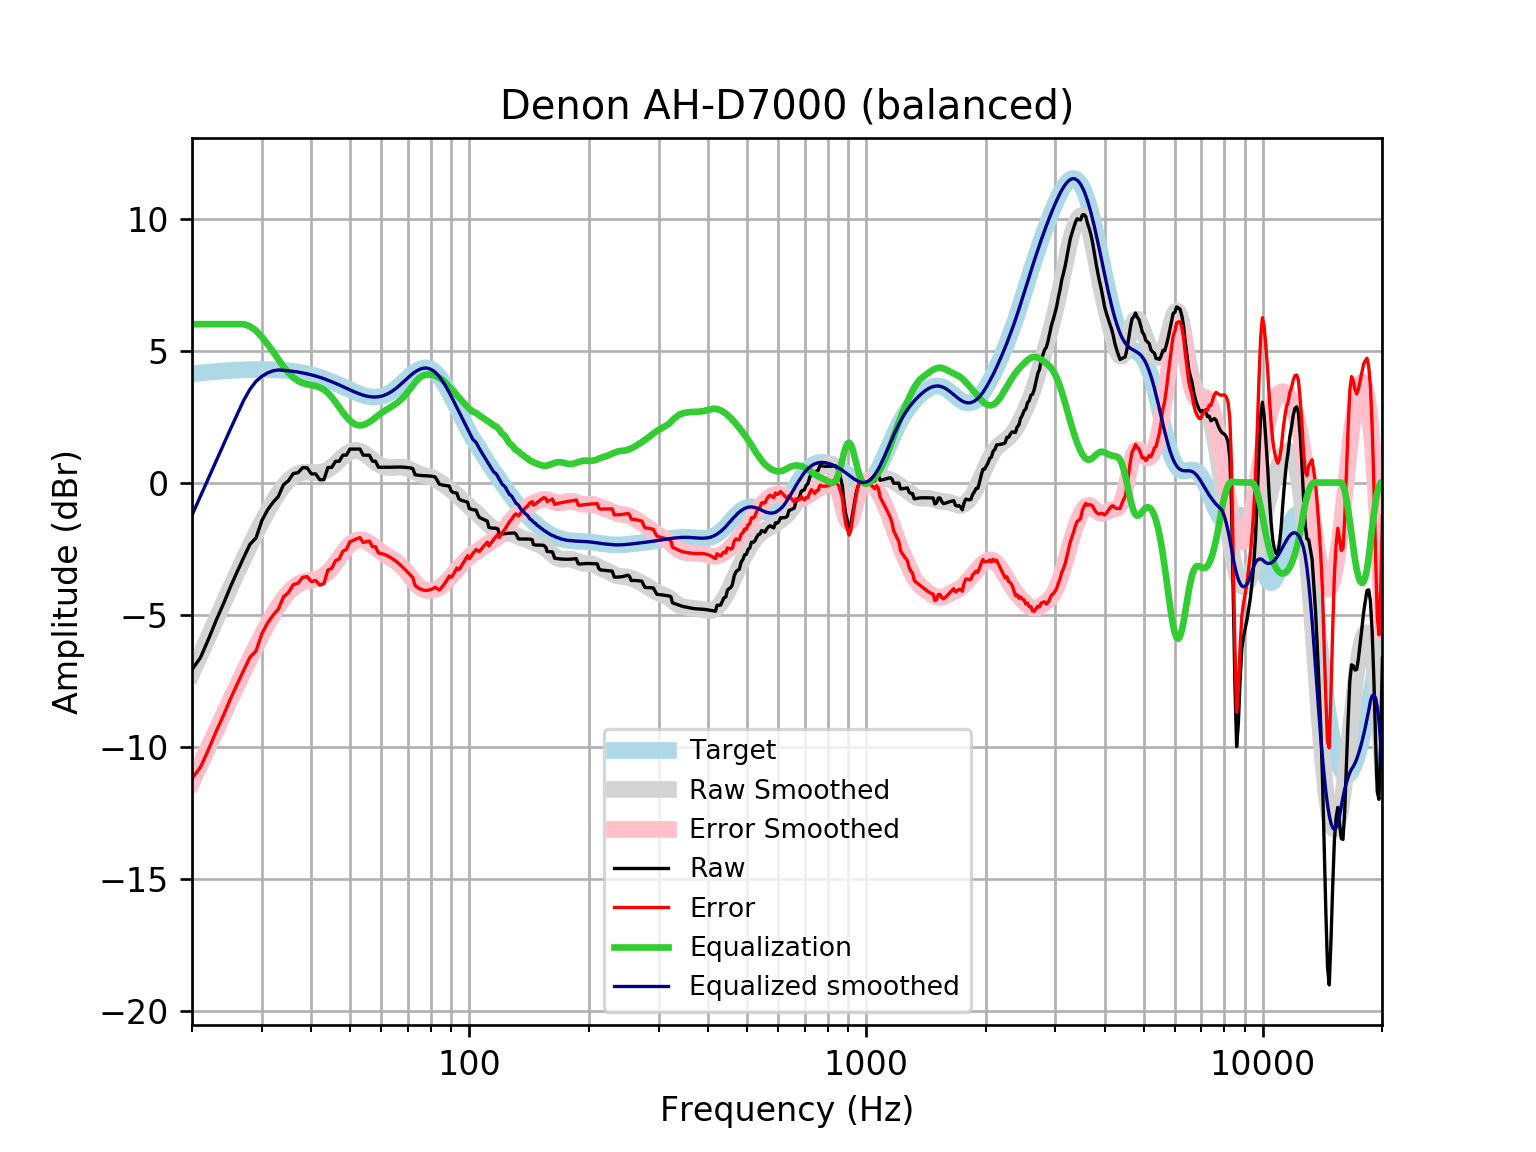 Denon AH-D7000 (balanced)
Amplitude (dBr)
10
5
0
−5
−10
−15
−20
Target
Raw Smoothed
Error Smoothed
Raw
Error
Equalization
Equalized smoothed
100 1000 10000
Frequency (Hz)